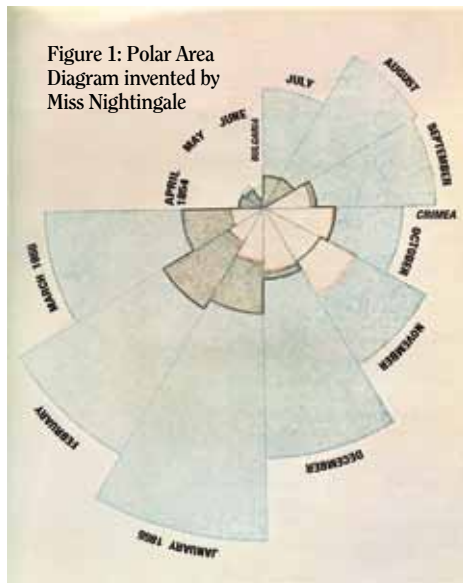 Figure 1: Polar Area
Diagram invented by
Miss Nightingale
APRIL
1854
MAY
JUNE
BULGARIA
JULY
AUGUST
SEPTEMBER
CRIMEA
OCTOBER
NOVEMBER
DECEMBER
JANUARY 1855
FEBRUARY
MARCH 1855